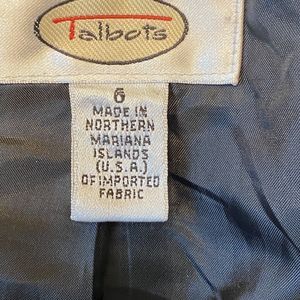 Talbots
6
MADE IN
NORTHERN
MARIANA
ISLANDS
(U.S.A.)
OF IMPORTED
FABRIC